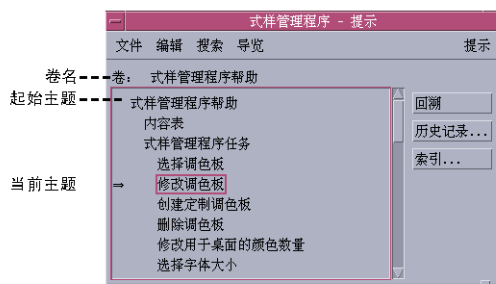 式样管理程序 - 提示
文件 编辑 搜索 导览 提示
卷名
卷： 式样管理程序帮助
起始主题
式样管理程序帮助
内容表
式样管理程序任务
选择调色板
当前主题
⇒ 修改调色板
创建定制调色板
删除调色板
修改用于桌面的颜色数量
选择字体大小
回溯
历史记录...
索引...